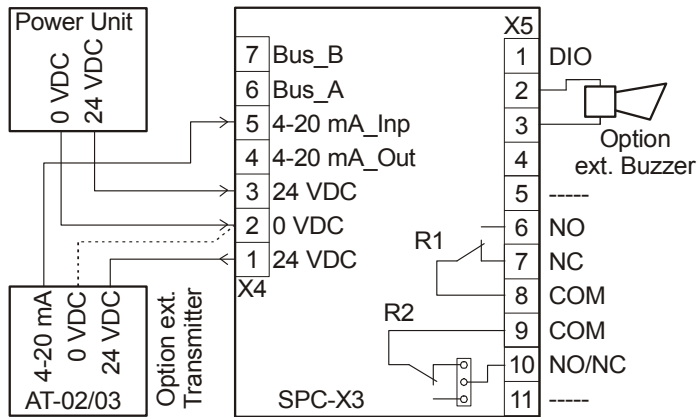 Power Unit
0 VDC
24 VDC
X5
7 Bus_B
6 Bus_A
5 4-20 mA_Inp
4 4-20 mA_Out
3 24 VDC
2 0 VDC
1 24 VDC
X4
1 DIO
2
3
4
5 -----
6 NO
7 NC
8 COM
9 COM
10 NO/NC
11 -----
Option
ext. Buzzer
R1
R2
4-20 mA
0 VDC
24 VDC
AT-02/03
Option ext.
Transmitter
SPC-X3